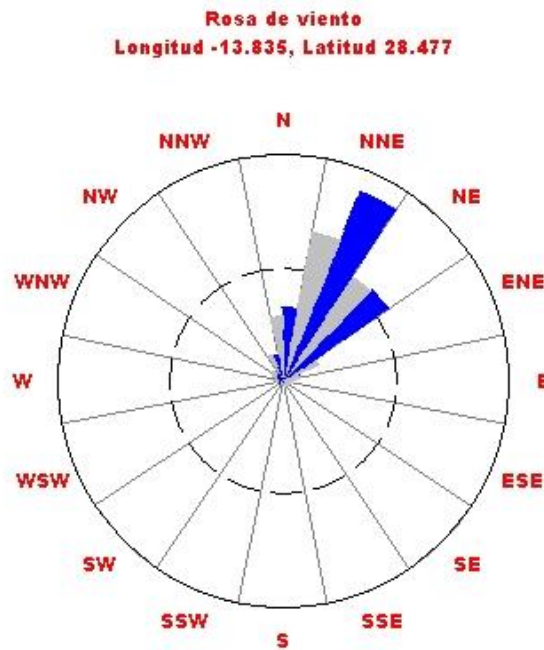 Rosa de viento
Longitud -13.835, Latitud 28.477
N
NNW
NNE
NW
NE
WNW
ENE
W
E
WSW
ESE
SW
SE
SSW
SSE
S